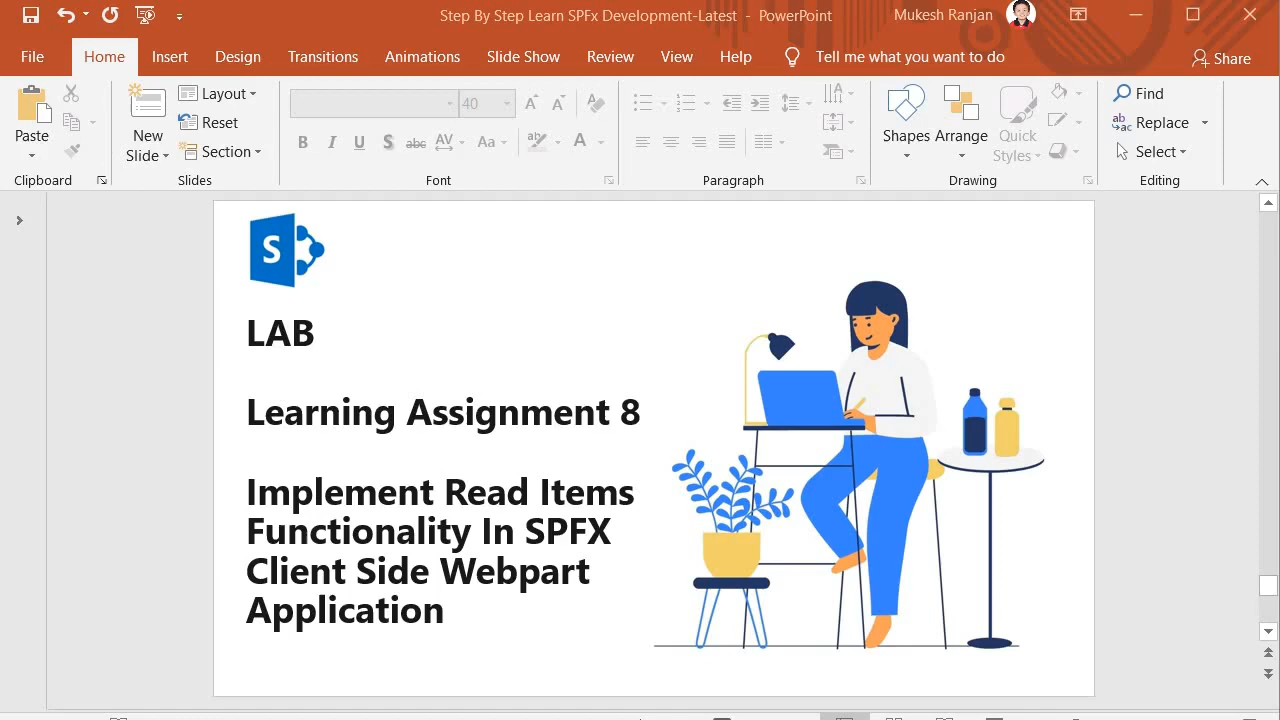 Step By Step Learn SPFx Development-Latest - PowerPoint
Mukesh Ranjan
File Home Insert Design Transitions Animations Slide Show Review View Help Tell me what you want to do Share
Paste
Clipboard
New Slide
Layout
Reset
Section
Slides
40
B I U S abc AV Aa A
Font
Paragraph
Shapes Arrange Quick Styles
Drawing
Find
Replace
Select
Editing
S
LAB
Learning Assignment 8
Implement Read Items
Functionality In SPFX
Client Side Webpart
Application